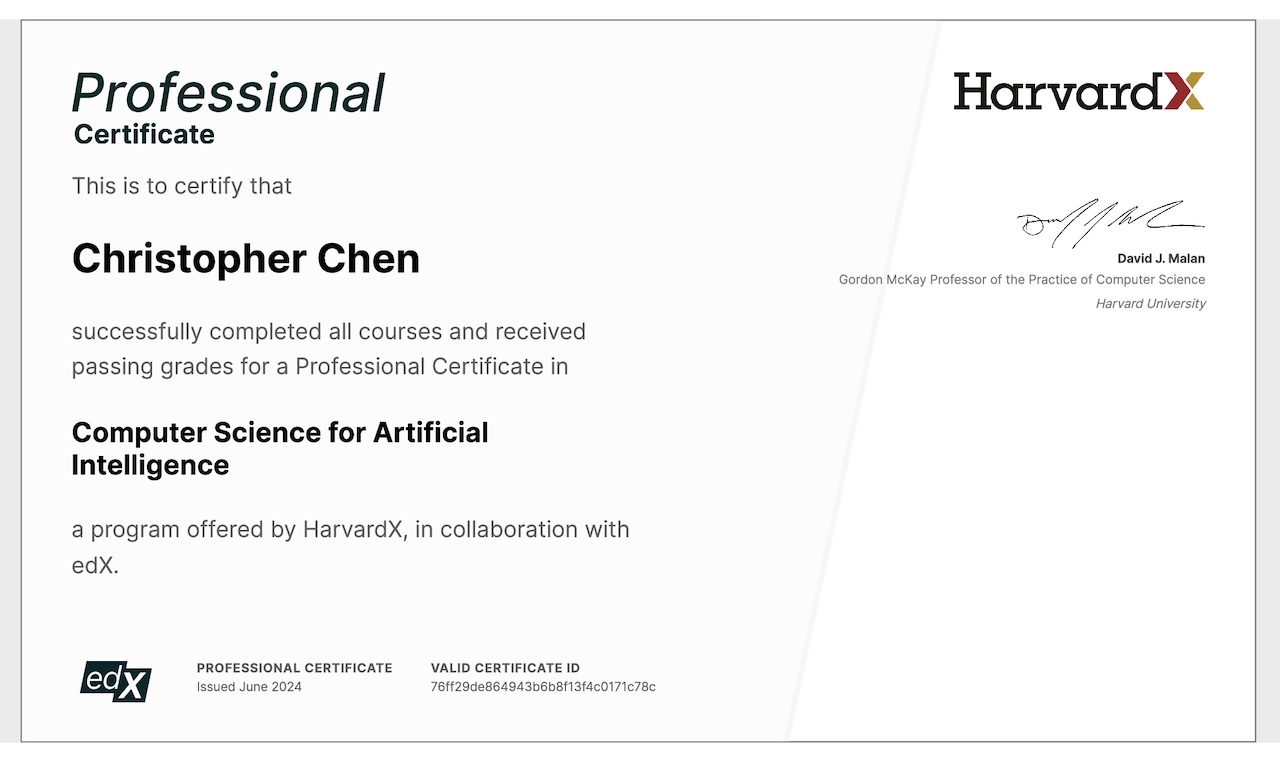 Professional
Certificate
This is to certify that
Christopher Chen
successfully completed all courses and received
passing grades for a Professional Certificate in
Computer Science for Artificial
Intelligence
a program offered by HarvardX, in collaboration with
edX.
HarvardX
David J. Malan
Gordon McKay Professor of the Practice of Computer Science
Harvard University
edX
PROFESSIONAL CERTIFICATE
Issued June 2024
VALID CERTIFICATE ID
76ff29de864943b6b8f13f4c0171c78c